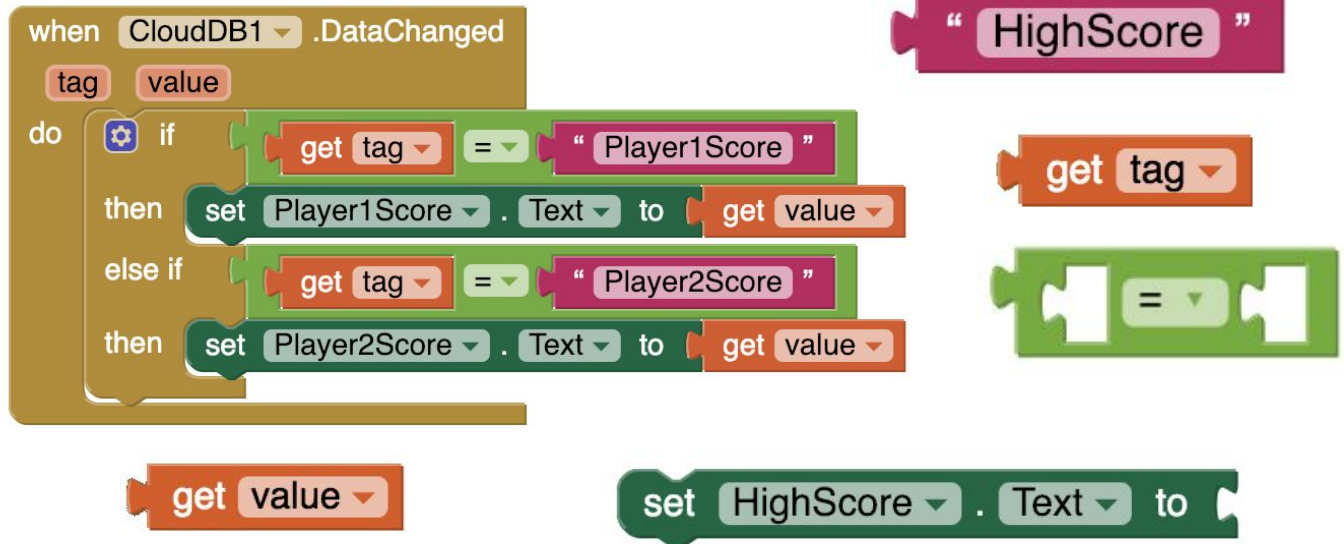 when CloudDB1 .DataChanged
tag value
do if get tag = “ Player1Score ”
then set Player1Score . Text to get value
else if get tag = “ Player2Score ”
then set Player2Score . Text to get value
“ HighScore ”
get tag
=
get value
set HighScore . Text to